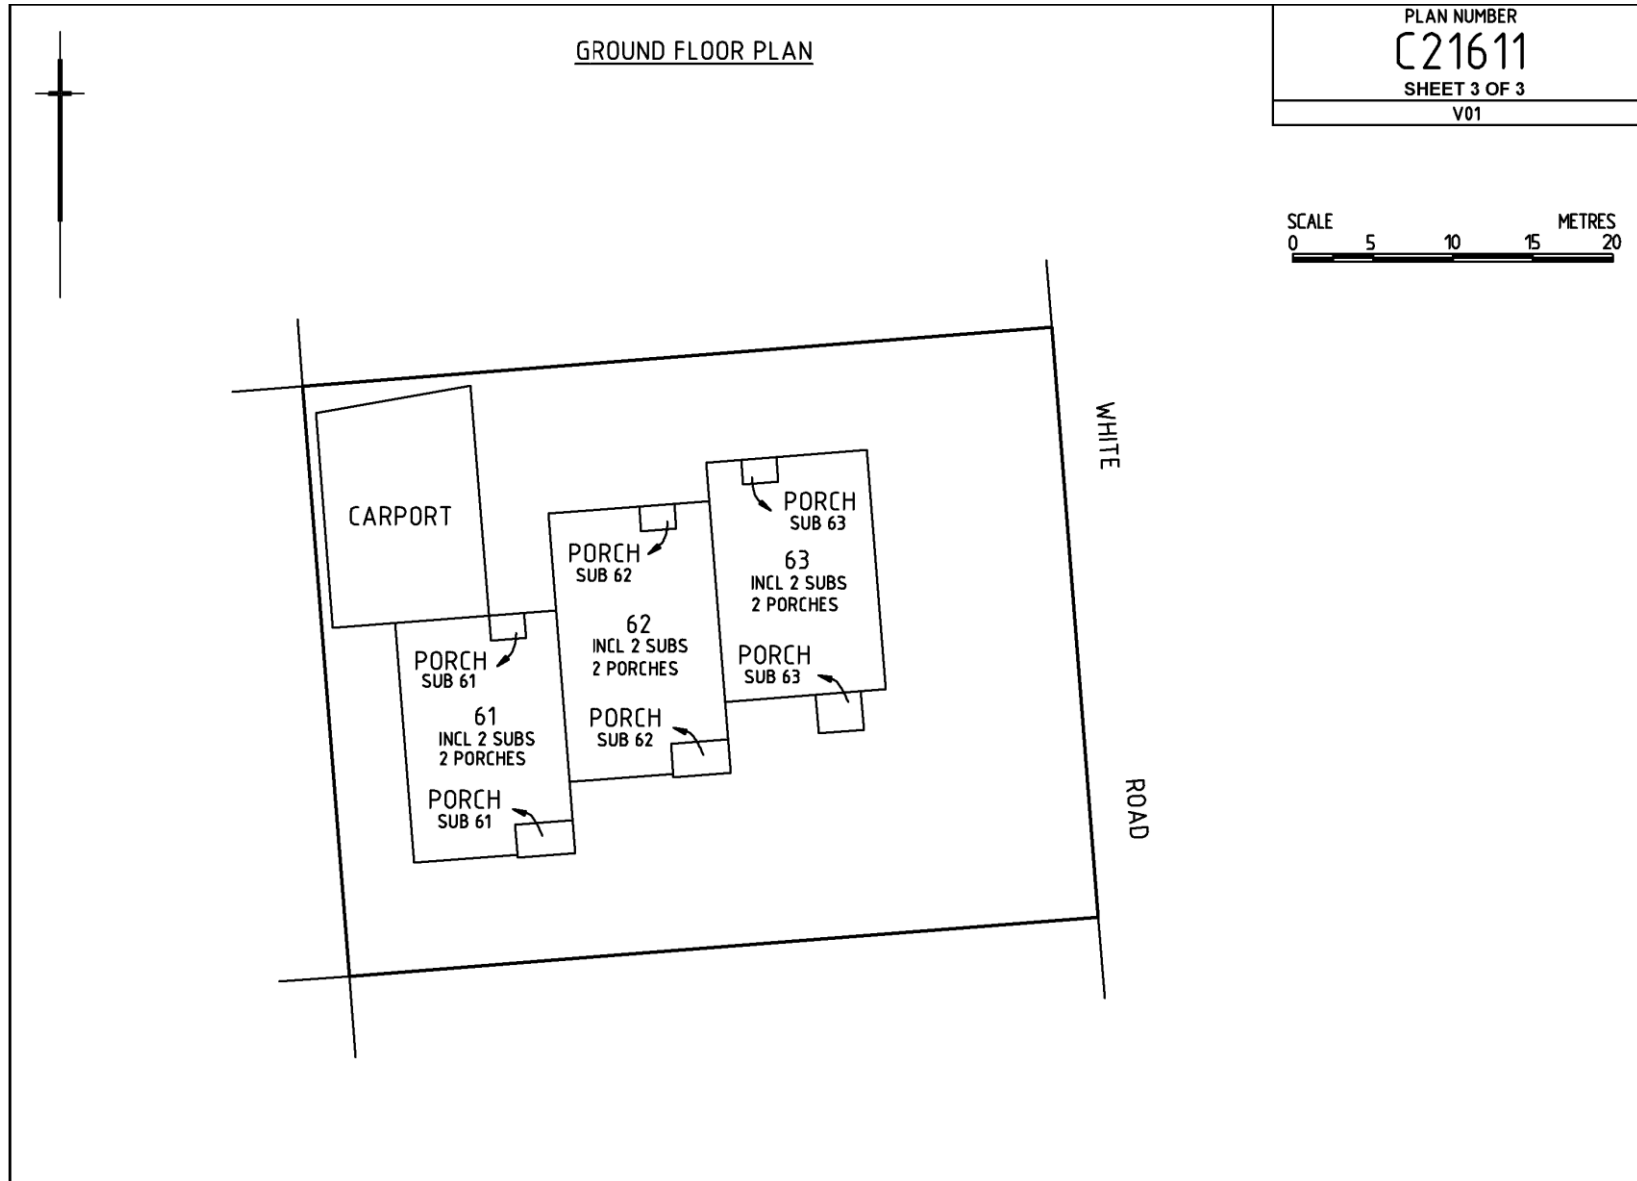 GROUND FLOOR PLAN
PLAN NUMBER
C21611
SHEET 3 OF 3
V01
SCALE METRES
0 5 10 15 20
WHITE
ROAD
CARPORT
PORCH
SUB 63
63
INCL 2 SUBS
2 PORCHES
PORCH
SUB 63
PORCH
SUB 62
62
INCL 2 SUBS
2 PORCHES
PORCH
SUB 62
PORCH
SUB 61
61
INCL 2 SUBS
2 PORCHES
PORCH
SUB 61